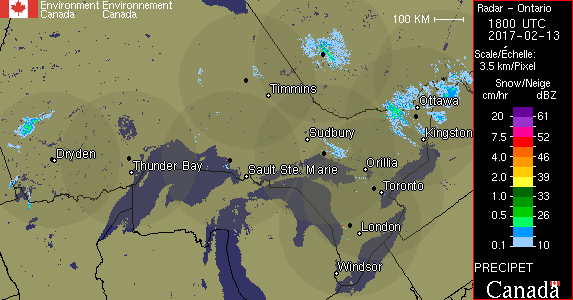 Environment Environnement
Canada Canada
100 KM
Timmins
Ottawa
Sudbury
Kingston
Dryden
Thunder Bay
Sault Ste. Marie
Orillia
Toronto
London
Windsor
Radar - Ontario
1800 UTC
2017-02-13
Scale/Échelle:
3.5 km/Pixel
Snow/Neige
cm/hr dBZ
20 61
7.5 52
4.0 46
2.0 39
1.0 33
0.5 26
0.1 10
PRECIPET
Canada